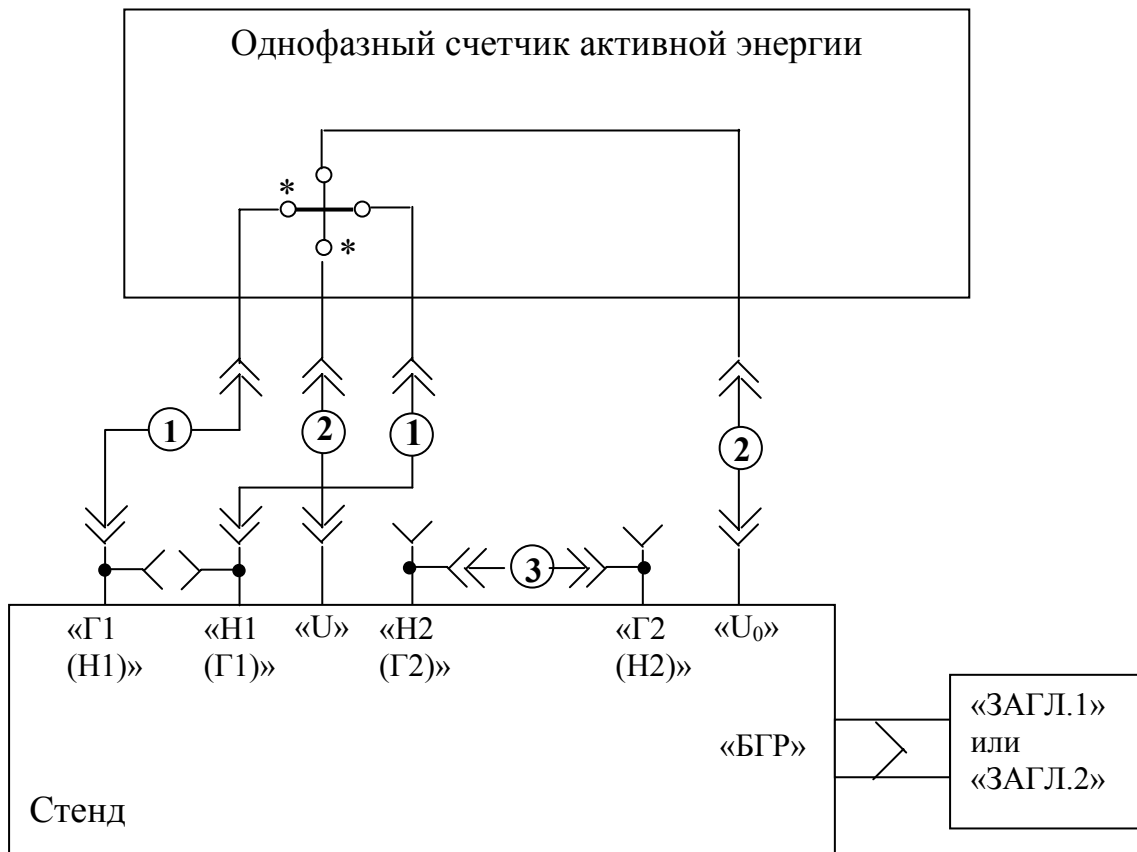 Однофазный счетчик активной энергии
*
*
1
2
1
2
3
«Г1 (Н1)»
«Н1 (Г1)»
«U»
«Н2 (Г2)»
«Г2 (Н2)»
«U₀»
«БГР»
«ЗАГЛ.1»
или
«ЗАГЛ.2»
Стенд